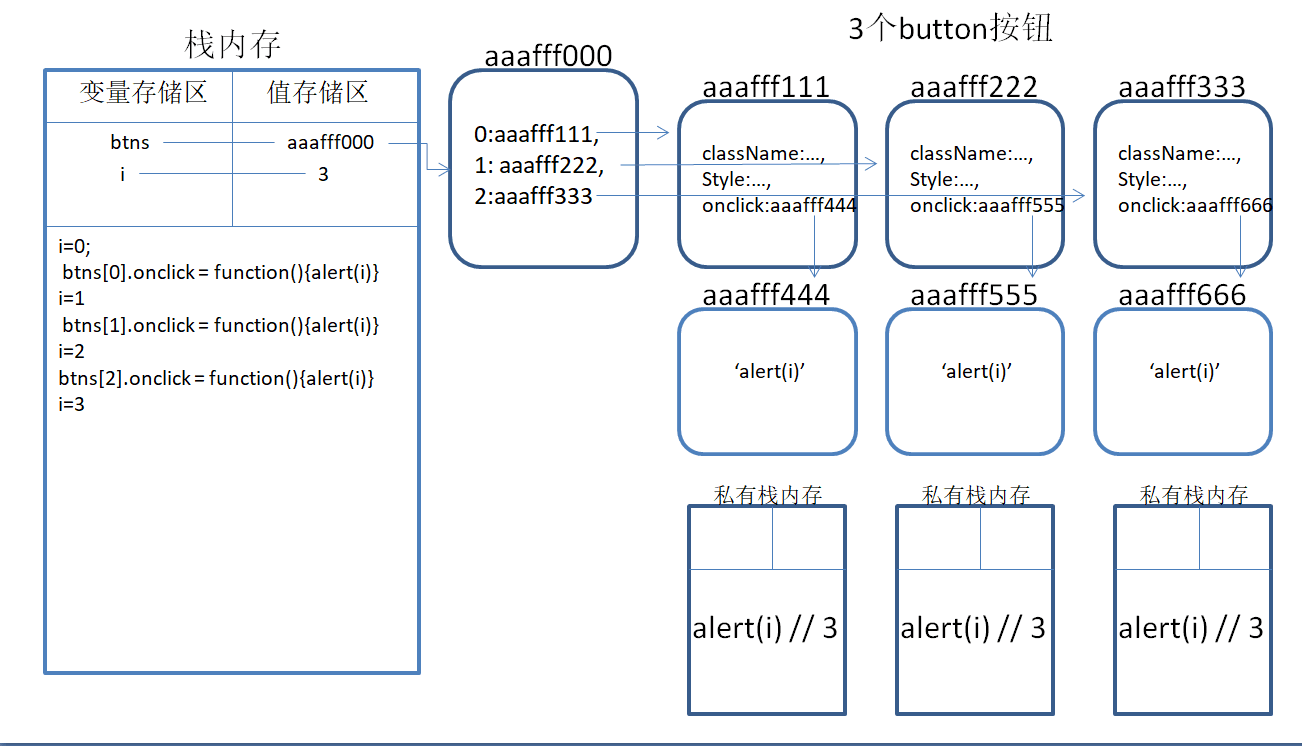 栈内存
变量存储区
值存储区
btns
aaafff000
i
3
i=0;
btns[0].onclick = function(){alert(i)}
i=1
btns[1].onclick = function(){alert(i)}
i=2
btns[2].onclick = function(){alert(i)}
i=3
aaafff000
0:aaafff111,
1: aaafff222,
2:aaafff333
3个button按钮
aaafff111
className:...,
Style:...,
onclick:aaafff444
aaafff222
className:...,
Style:...,
onclick:aaafff555
aaafff333
className:...,
Style:...,
onclick:aaafff666
aaafff444
‘alert(i)’
aaafff555
‘alert(i)’
aaafff666
‘alert(i)’
私有栈内存
alert(i) // 3
私有栈内存
alert(i) // 3
私有栈内存
alert(i) // 3